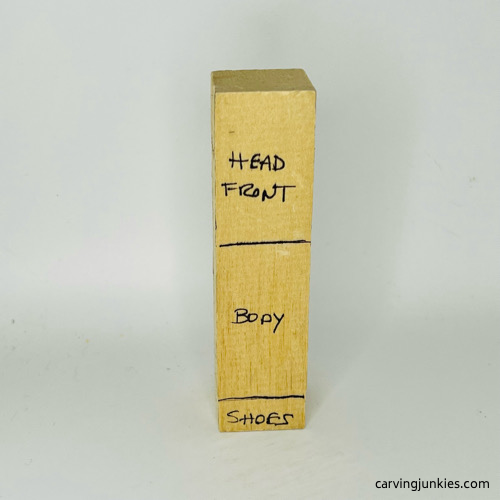 HEAD
FRONT
BODY
SHOES
carvingjunkies.com